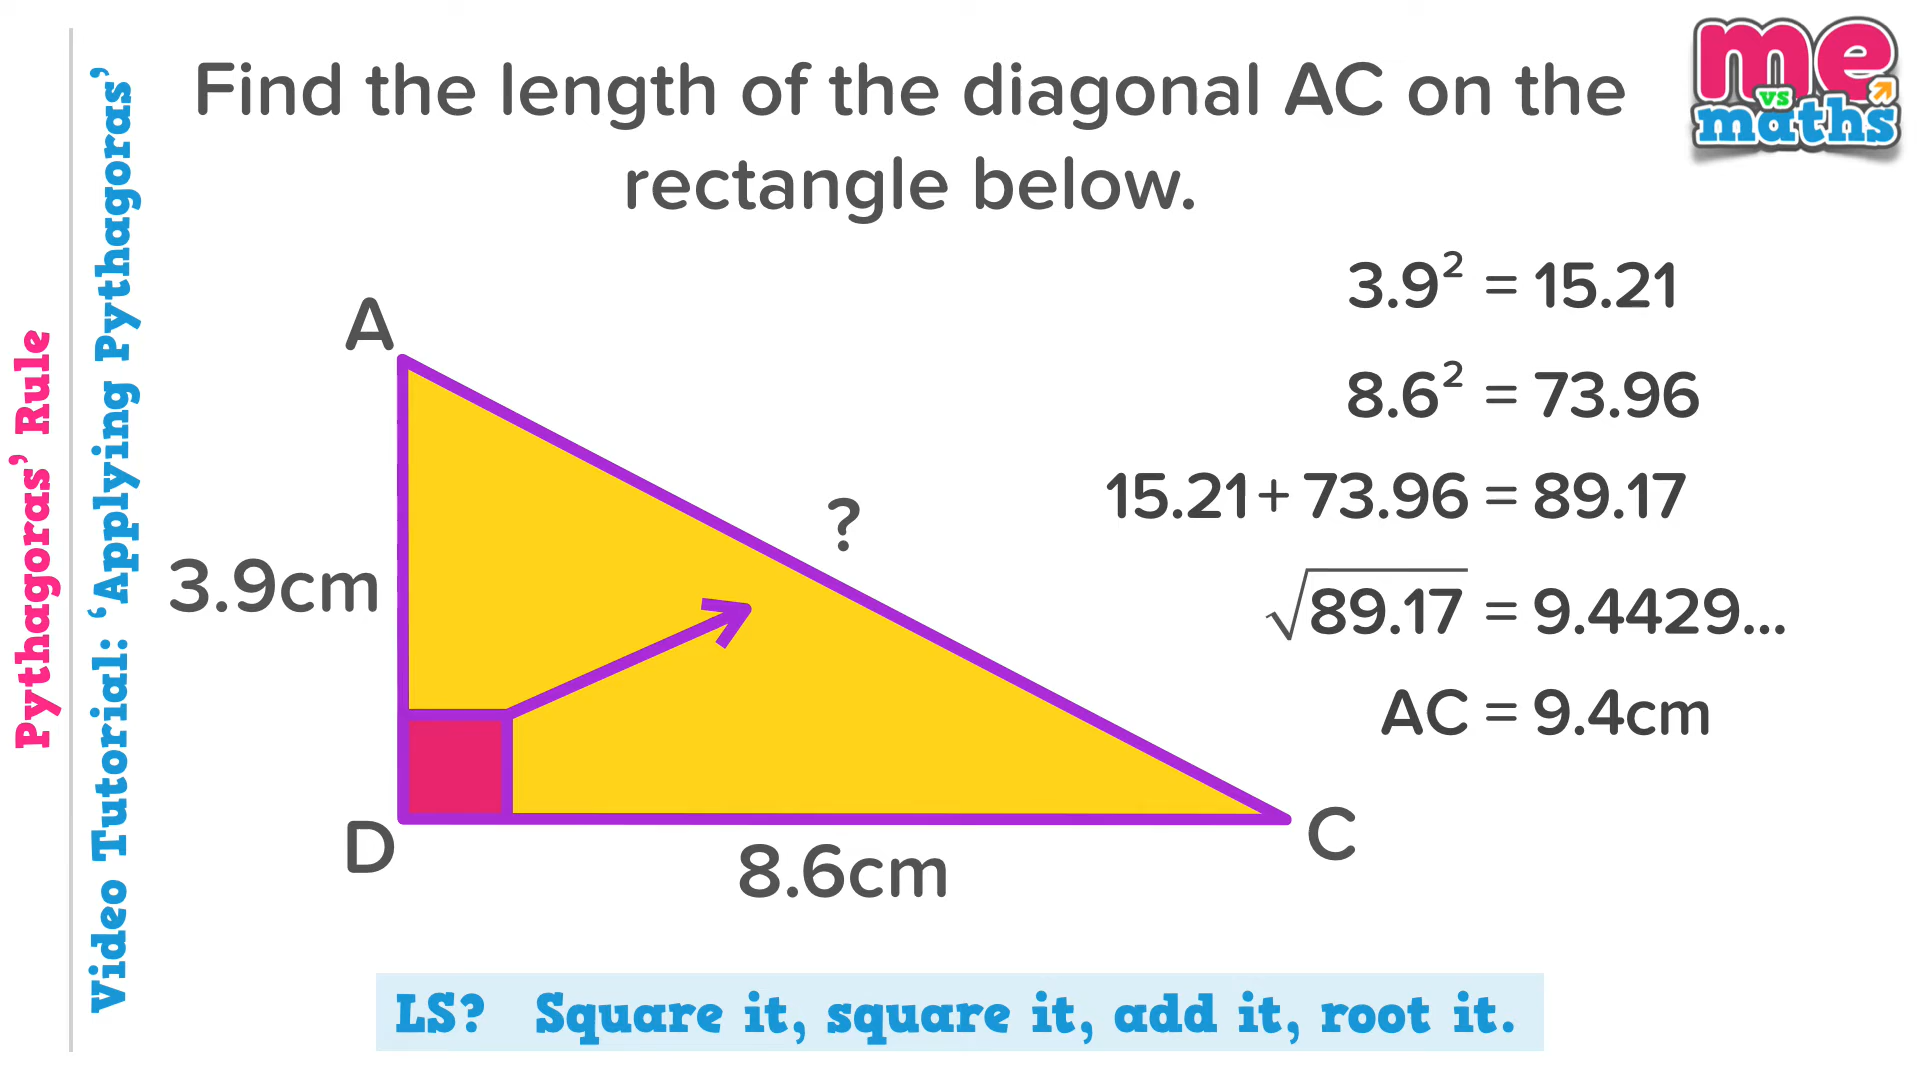 Pythagoras' Rule
Video Tutorial: 'Applying Pythagoras'
Find the length of the diagonal AC on the
rectangle below.
me
vs
maths
A
3.9cm
?
D
8.6cm
C
3.9² = 15.21
8.6² = 73.96
15.21 + 73.96 = 89.17
√89.17 = 9.4429...
AC = 9.4cm
LS? Square it, square it, add it, root it.